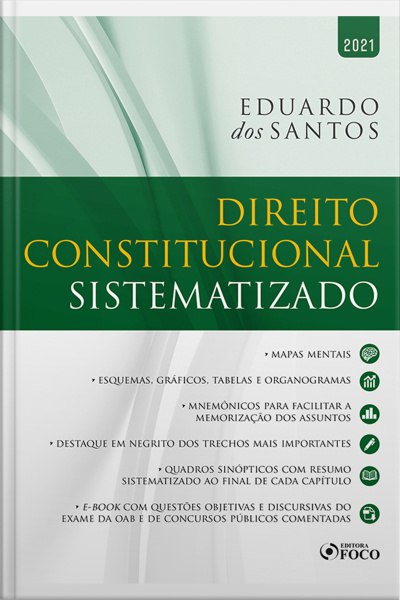 2021
EDUARDO
dos SANTOS
DIREITO
CONSTITUCIONAL
SISTEMATIZADO
‣ MAPAS MENTAIS
‣ ESQUEMAS, GRÁFICOS, TABELAS E ORGANOGRAMAS
‣ MNEMÔNICOS PARA FACILITAR A
MEMORIZAÇÃO DOS ASSUNTOS
‣ DESTAQUE EM NEGRITO DOS TRECHOS MAIS IMPORTANTES
‣ QUADROS SINÓPTICOS COM RESUMO
SISTEMATIZADO AO FINAL DE CADA CAPÍTULO
‣ E-BOOK COM QUESTÕES OBJETIVAS E DISCURSIVAS DO
EXAME DA OAB E DE CONCURSOS PÚBLICOS COMENTADAS
EDITORA
FOCO